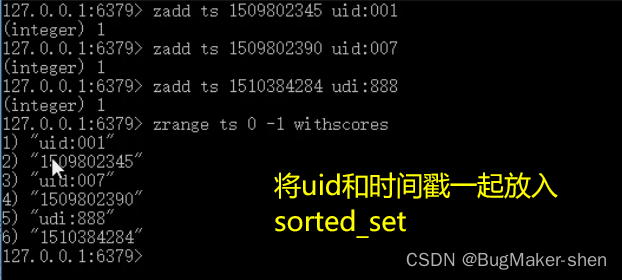 127.0.0.1:6379> zadd ts 1509802345 uid:001
(integer) 1
127.0.0.1:6379> zadd ts 1509802390 uid:007
(integer) 1
127.0.0.1:6379> zadd ts 1510384284 udi:888
(integer) 1
127.0.0.1:6379> zrange ts 0 -1 withscores
1) "uid:001"
2) "1509802345"
3) "uid:007"
4) "1509802390"
5) "udi:888"
6) "1510384284"
127.0.0.1:6379>
将uid和时间戳一起放入
sorted_set
CSDN @BugMaker-shen